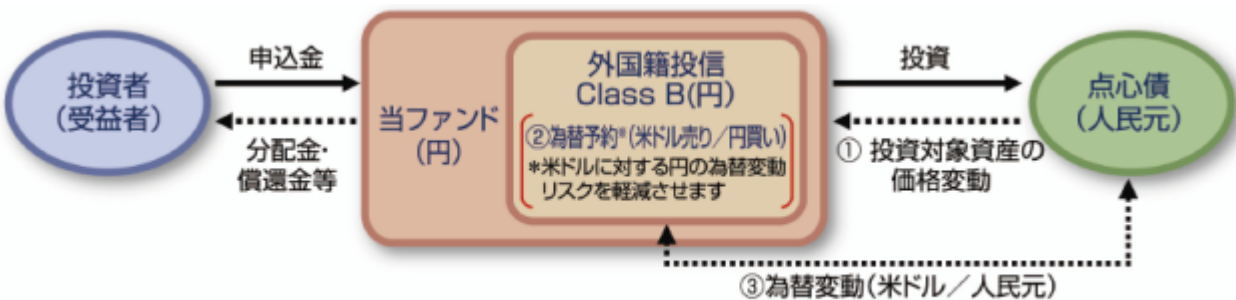 投資者
(受益者)
申込金
分配金・
償還金等
当ファンド
(円)
外国籍投信
Class B(円)
②為替予約*(米ドル売り/円買い)
*米ドルに対する円の為替変動
リスクを軽減させます
投資
① 投資対象資産の
価格変動
点心債
(人民元)
③為替変動(米ドル/人民元)